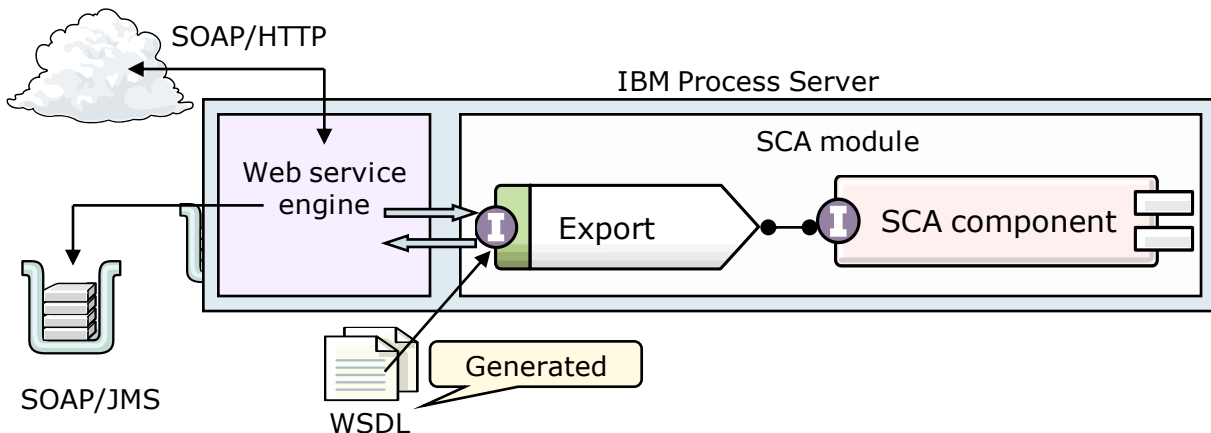 SOAP/HTTP
IBM Process Server
SCA module
Web service
engine
I
Export
I
SCA component
Generated
SOAP/JMS
WSDL